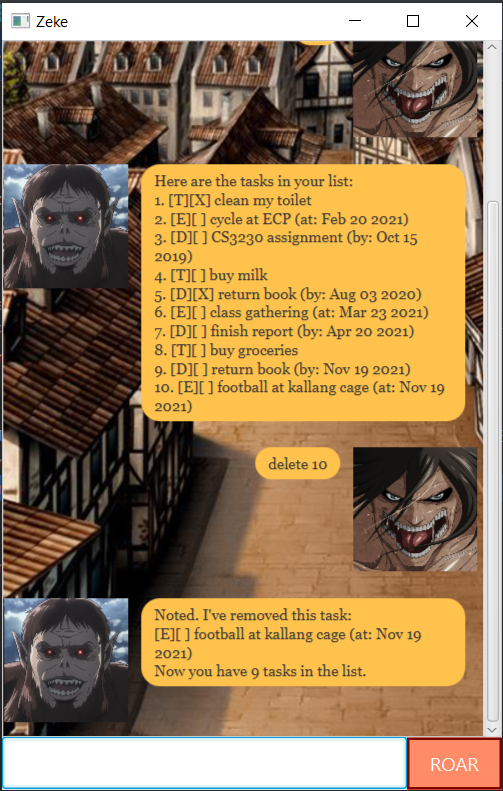 Zeke
Here are the tasks in your list:
1. [T][X] clean my toilet
2. [E][ ] cycle at ECP (at: Feb 20 2021)
3. [D][ ] CS3230 assignment (by: Oct 15
2019)
4. [T][ ] buy milk
5. [D][X] return book (by: Aug 03 2020)
6. [E][ ] class gathering (at: Mar 23 2021)
7. [D][ ] finish report (by: Apr 20 2021)
8. [T][ ] buy groceries
9. [D][ ] return book (by: Nov 19 2021)
10. [E][ ] football at kallang cage (at: Nov 19
2021)
delete 10
Noted. I've removed this task:
[E][ ] football at kallang cage (at: Nov 19
2021)
Now you have 9 tasks in the list.
ROAR